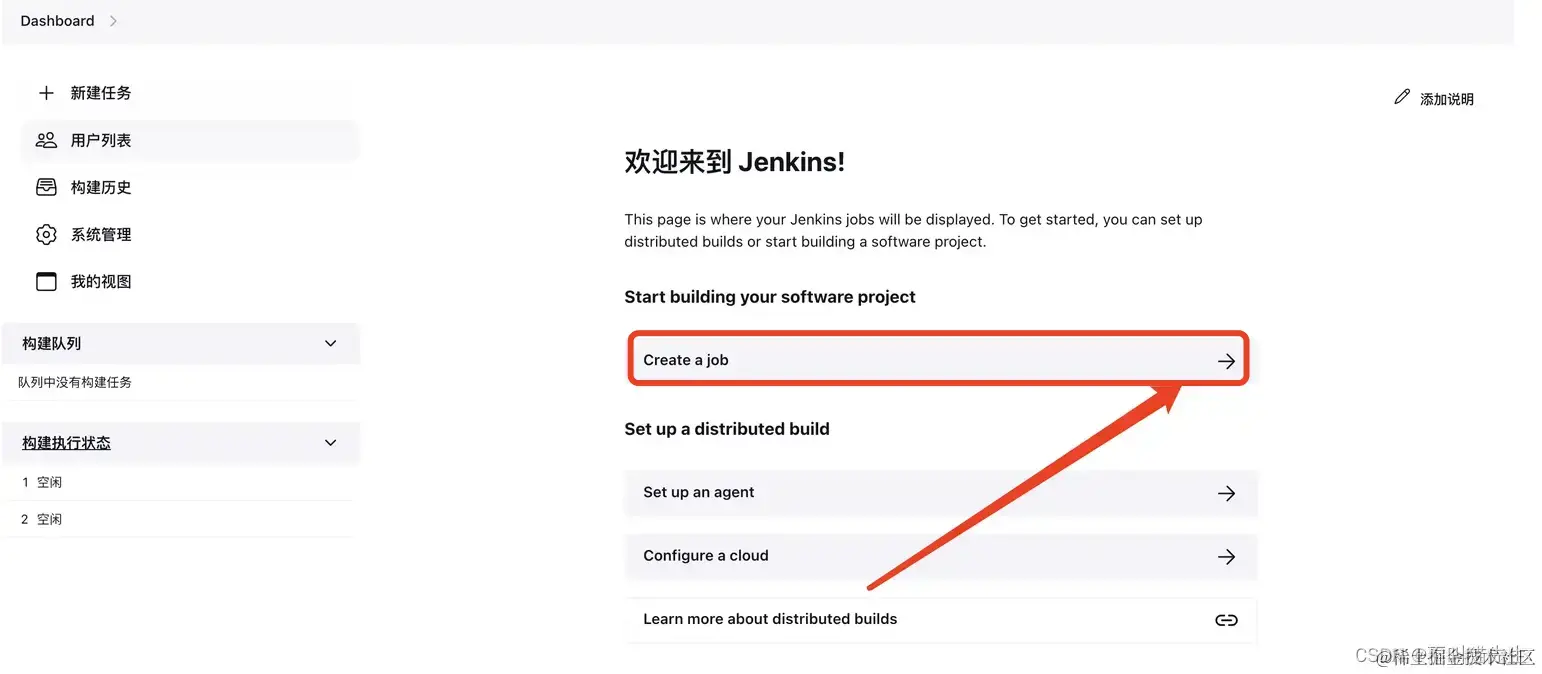 Dashboard
新建任务
用户列表
构建历史
系统管理
我的视图
构建队列
队列中没有构建任务
构建执行状态
1 空闲
2 空闲
添加说明
欢迎来到 Jenkins!
This page is where your Jenkins jobs will be displayed. To get started, you can set up
distributed builds or start building a software project.
Start building your software project
Create a job
Set up a distributed build
Set up an agent
Configure a cloud
Learn more about distributed builds
@稀土掘金技术社区